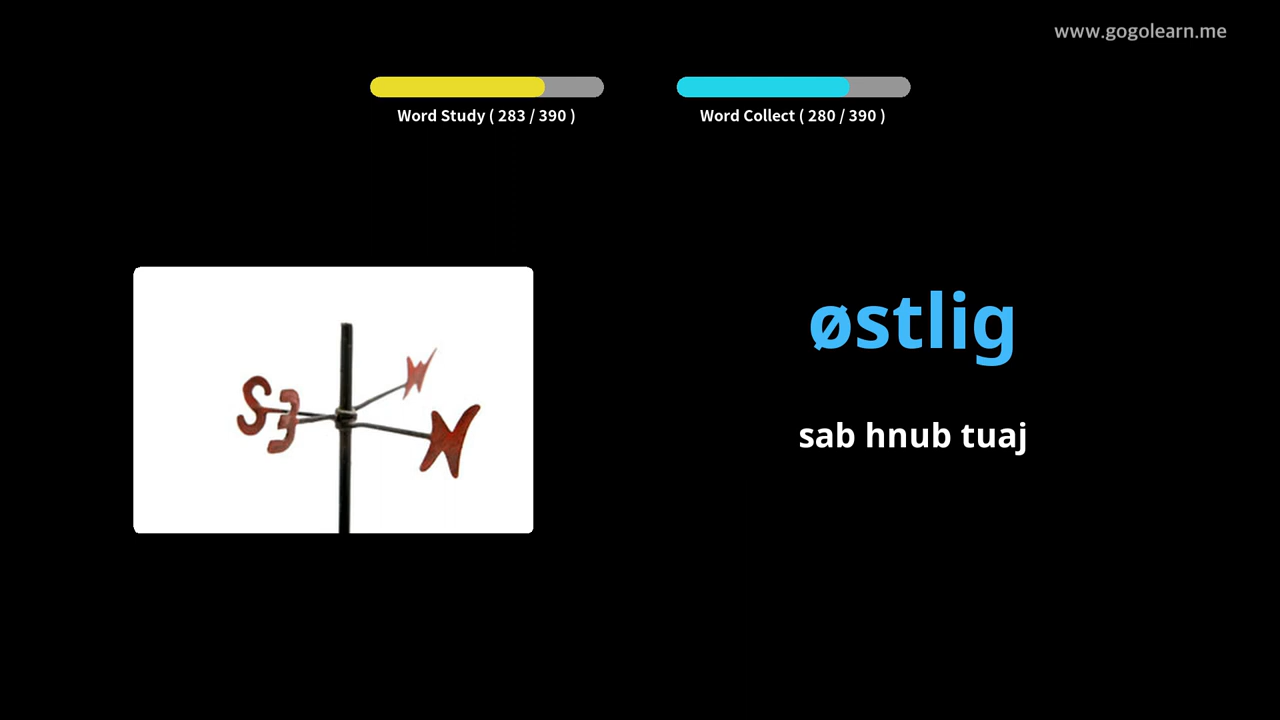 www.gogolearn.me
Word Study ( 283 / 390 )
Word Collect ( 280 / 390 )
østlig
sab hnub tuaj
S
E
N